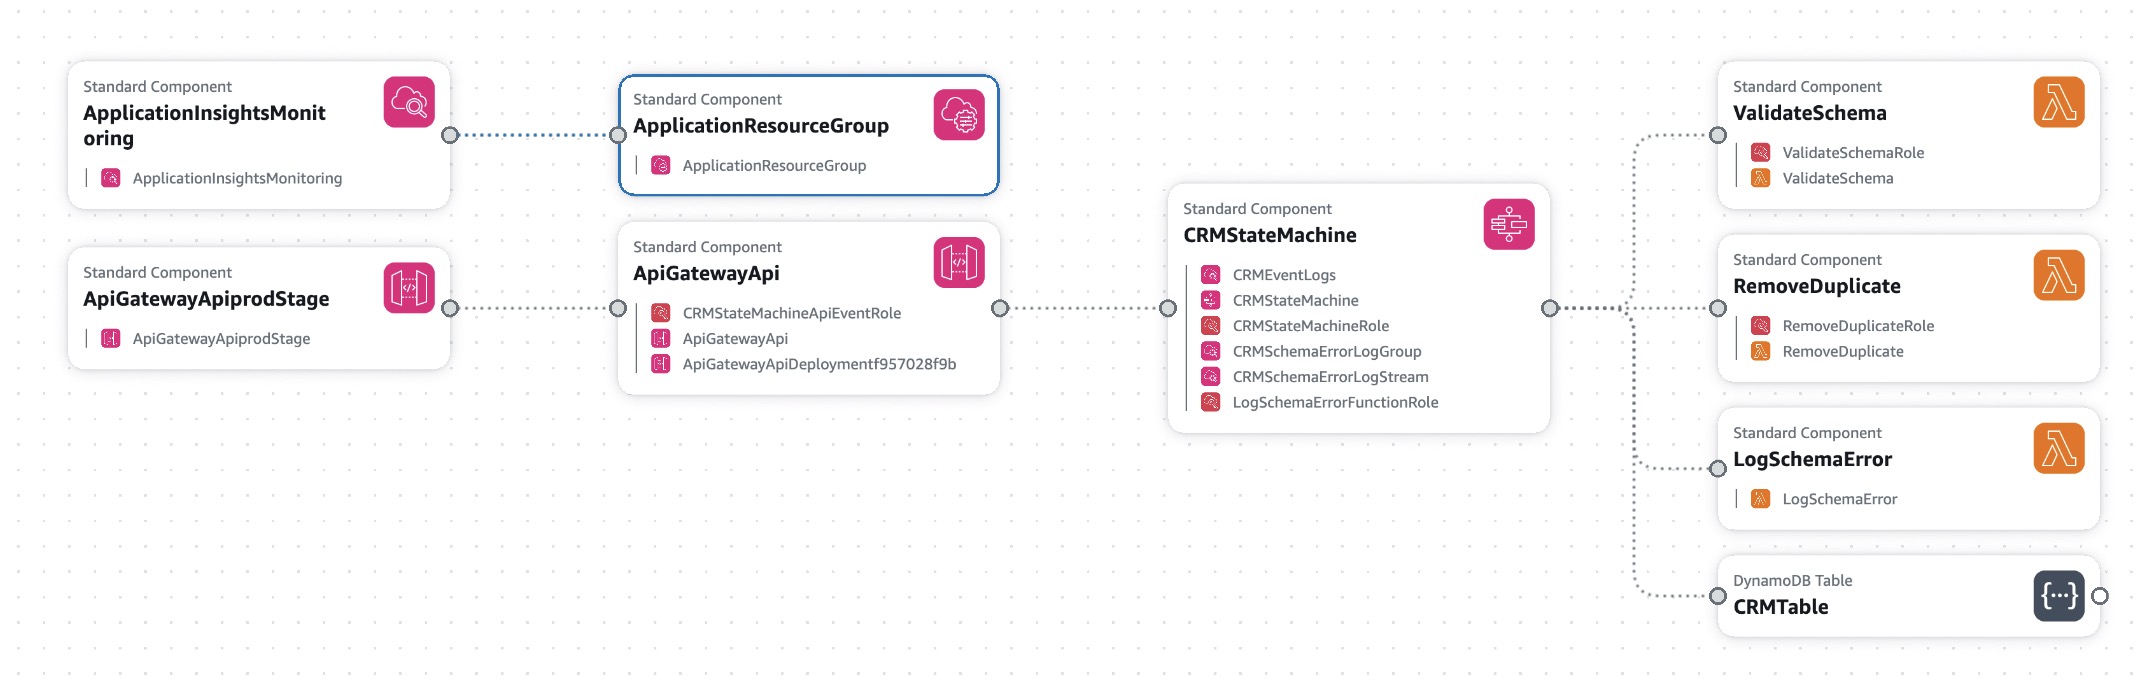 Standard Component
ApplicationInsightsMonit
oring
ApplicationInsightsMonitoring
Standard Component
ApiGatewayApiprodStage
ApiGatewayApiprodStage
Standard Component
ApplicationResourceGroup
ApplicationResourceGroup
Standard Component
ApiGatewayApi
CRMStateMachineApiEventRole
ApiGatewayApi
ApiGatewayApiDeploymentf957028f9b
Standard Component
CRMStateMachine
CRMEventLogs
CRMStateMachine
CRMStateMachineRole
CRMSchemaErrorLogGroup
CRMSchemaErrorLogStream
LogSchemaErrorFunctionRole
Standard Component
ValidateSchema
ValidateSchemaRole
ValidateSchema
Standard Component
RemoveDuplicate
RemoveDuplicateRole
RemoveDuplicate
Standard Component
LogSchemaError
LogSchemaError
DynamoDB Table
CRMTable